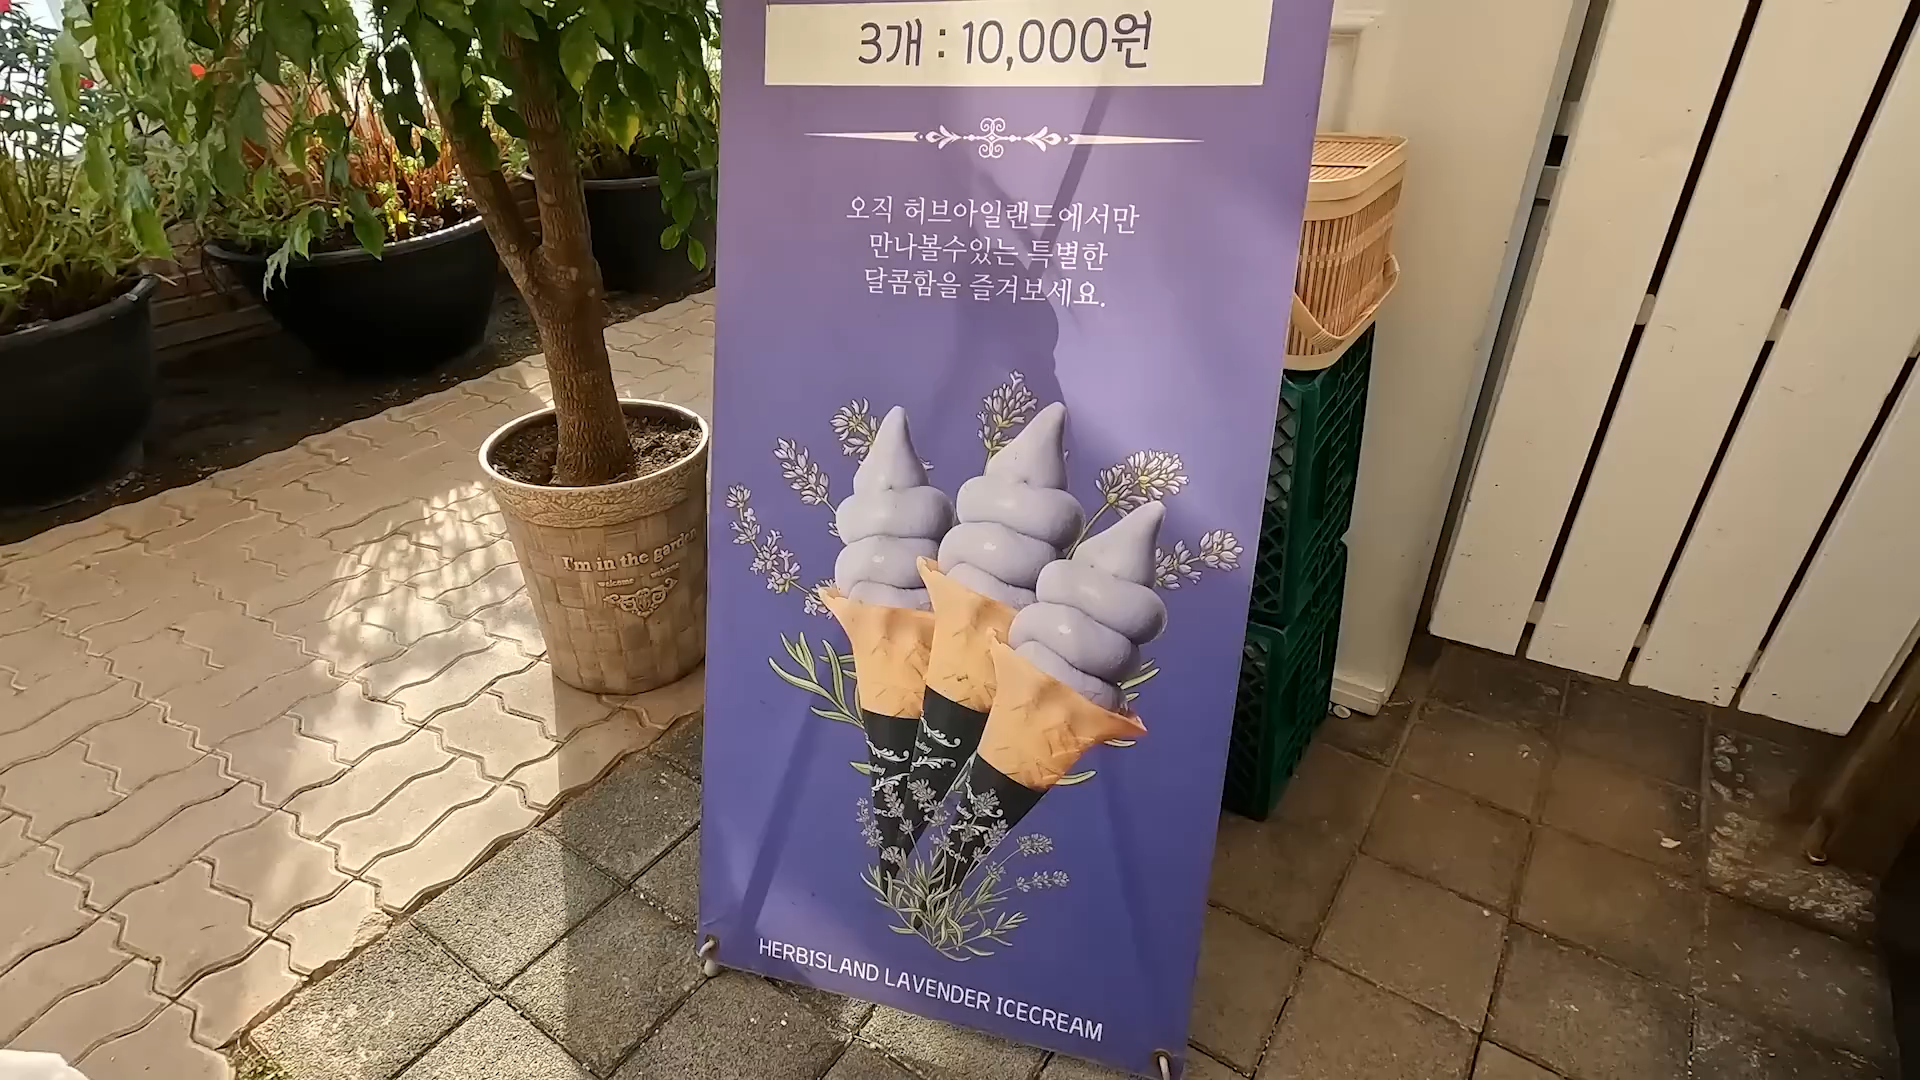 3개 : 10,000원
오직 허브아일랜드에서만
만나볼수있는 특별한
달콤함을 즐겨보세요.
I'm in the garden
welcome welcome
HERBISLAND LAVENDER ICECREAM